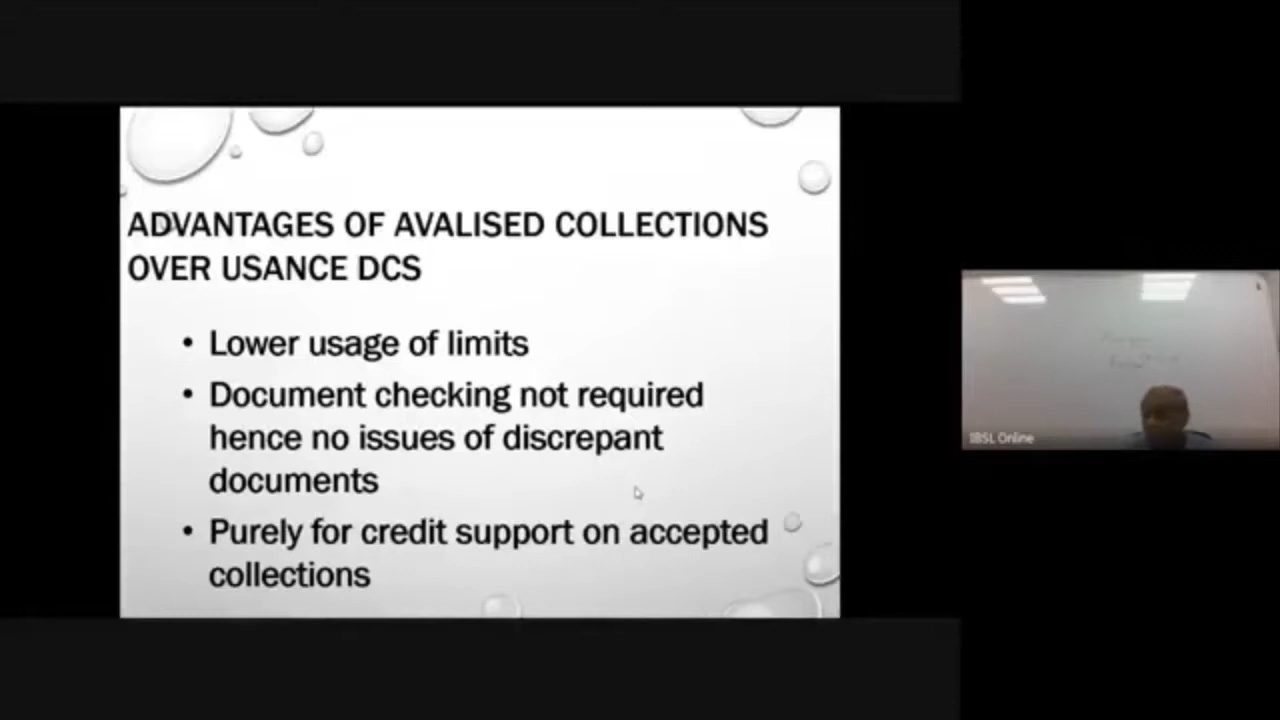 ADVANTAGES OF AVALISED COLLECTIONS
OVER USANCE DCS
• Lower usage of limits
• Document checking not required
hence no issues of discrepant
documents
• Purely for credit support on accepted
collections
IBSL Online